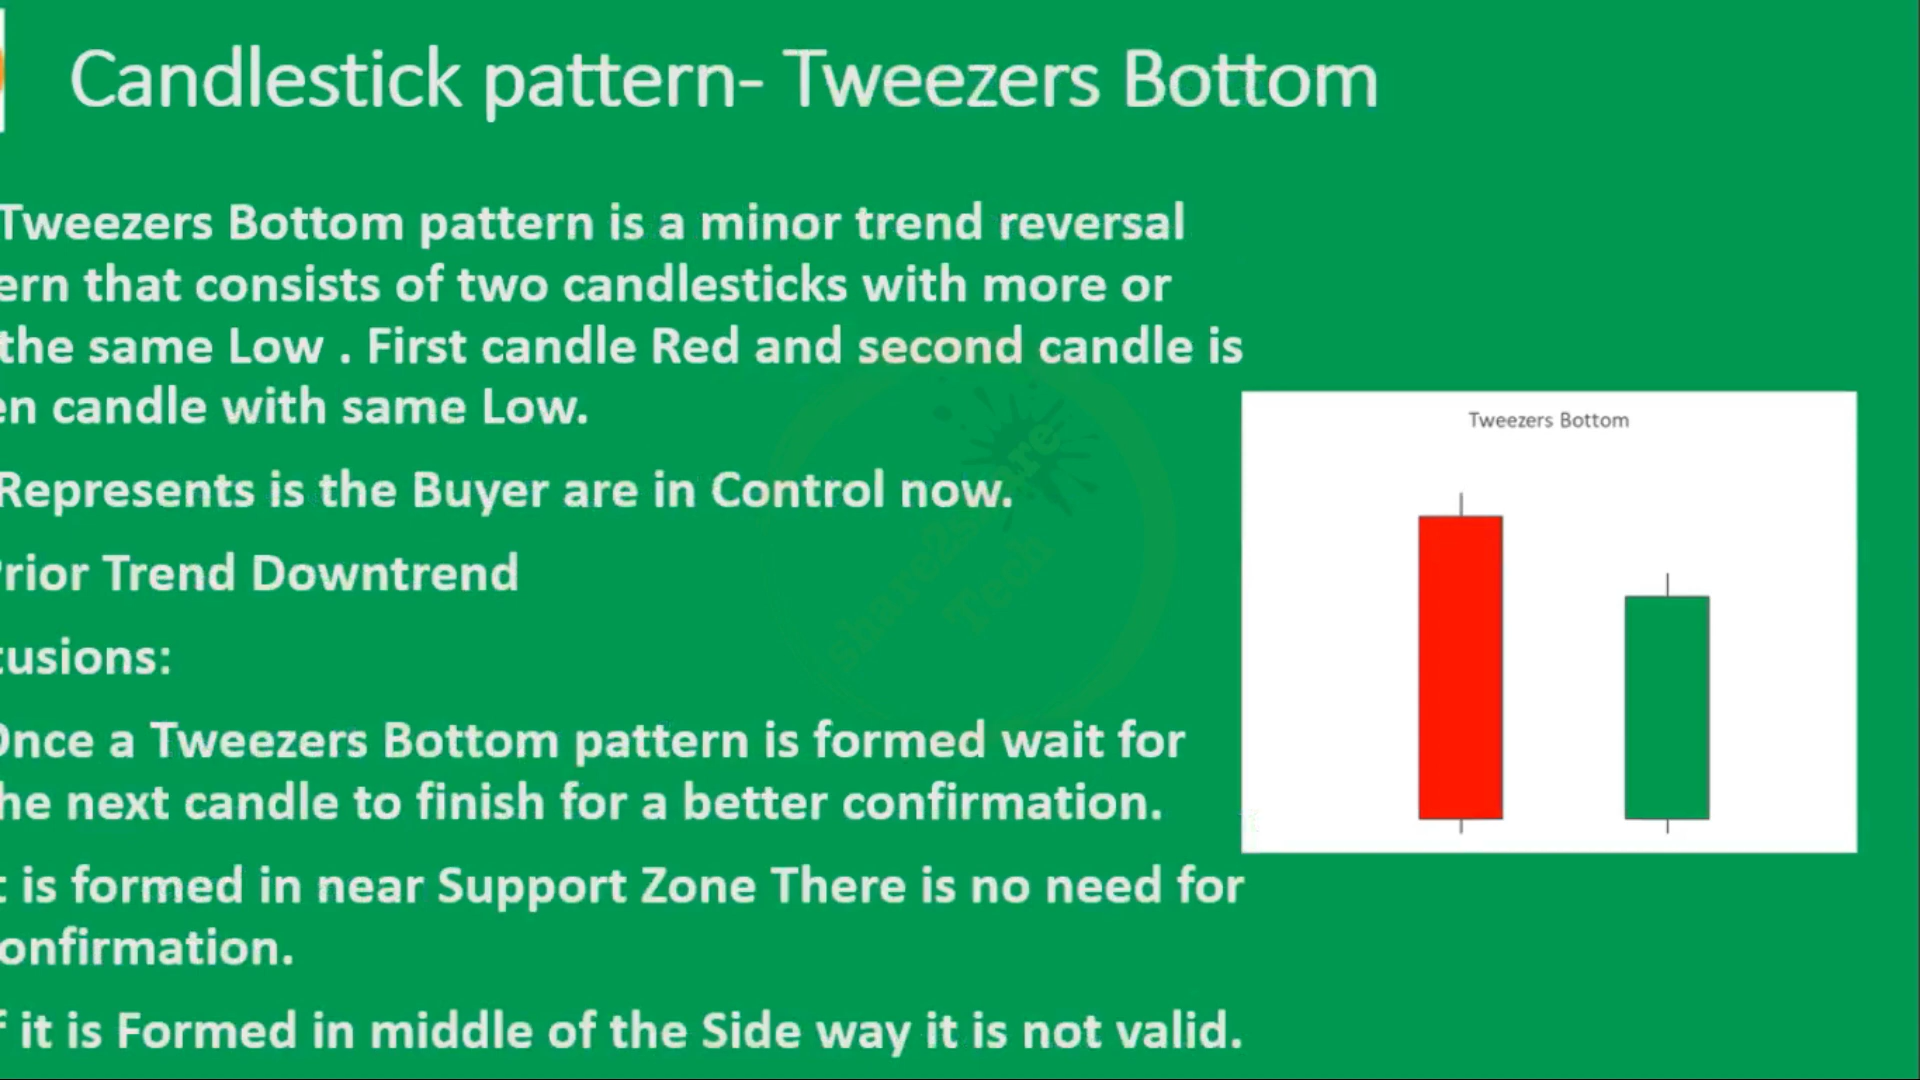 Candlestick pattern- Tweezers Bottom
Tweezers Bottom pattern is a minor trend reversal
ern that consists of two candlesticks with more or
the same Low . First candle Red and second candle is
en candle with same Low.
Represents is the Buyer are in Control now.
Prior Trend Downtrend
usions:
Once a Tweezers Bottom pattern is formed wait for
he next candle to finish for a better confirmation.
t is formed in near Support Zone There is no need for
onfirmation.
f it is Formed in middle of the Side way it is not valid.
Tweezers Bottom
share2share
Tech